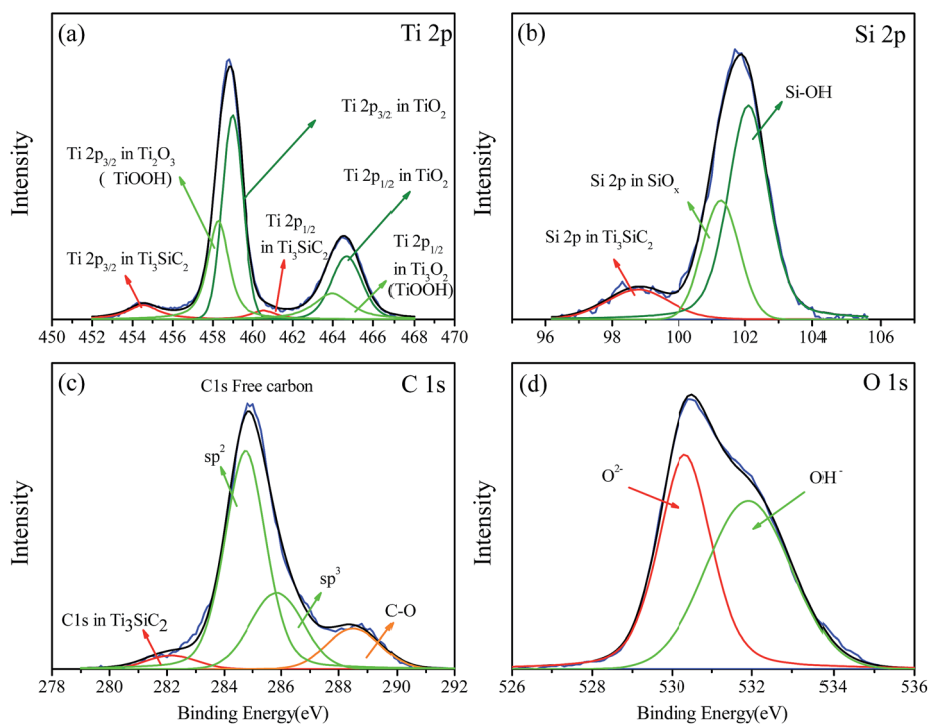 (a)
Ti 2p
Ti 2p3/2 in TiO2
Ti 2p3/2 in Ti2O3
( TiOOH)
Ti 2p1/2 in TiO2
Ti 2p1/2
in Ti3SiC2
Ti 2p1/2
in Ti3O2
(TiOOH)
Ti 2p3/2 in Ti3SiC2
Intensity
450 452 454 456 458 460 462 464 466 468 470
(b)
Si 2p
Si-OH
Si 2p in SiOx
Si 2p in Ti3SiC2
Intensity
96 98 100 102 104 106
(c)
C 1s
C1s Free carbon
sp2
sp3
C1s in Ti3SiC2
C-O
Intensity
278 280 282 284 286 288 290 292
Binding Energy(eV)
(d)
O 1s
O2-
OH-
Intensity
526 528 530 532 534 536
Binding Energy(eV)